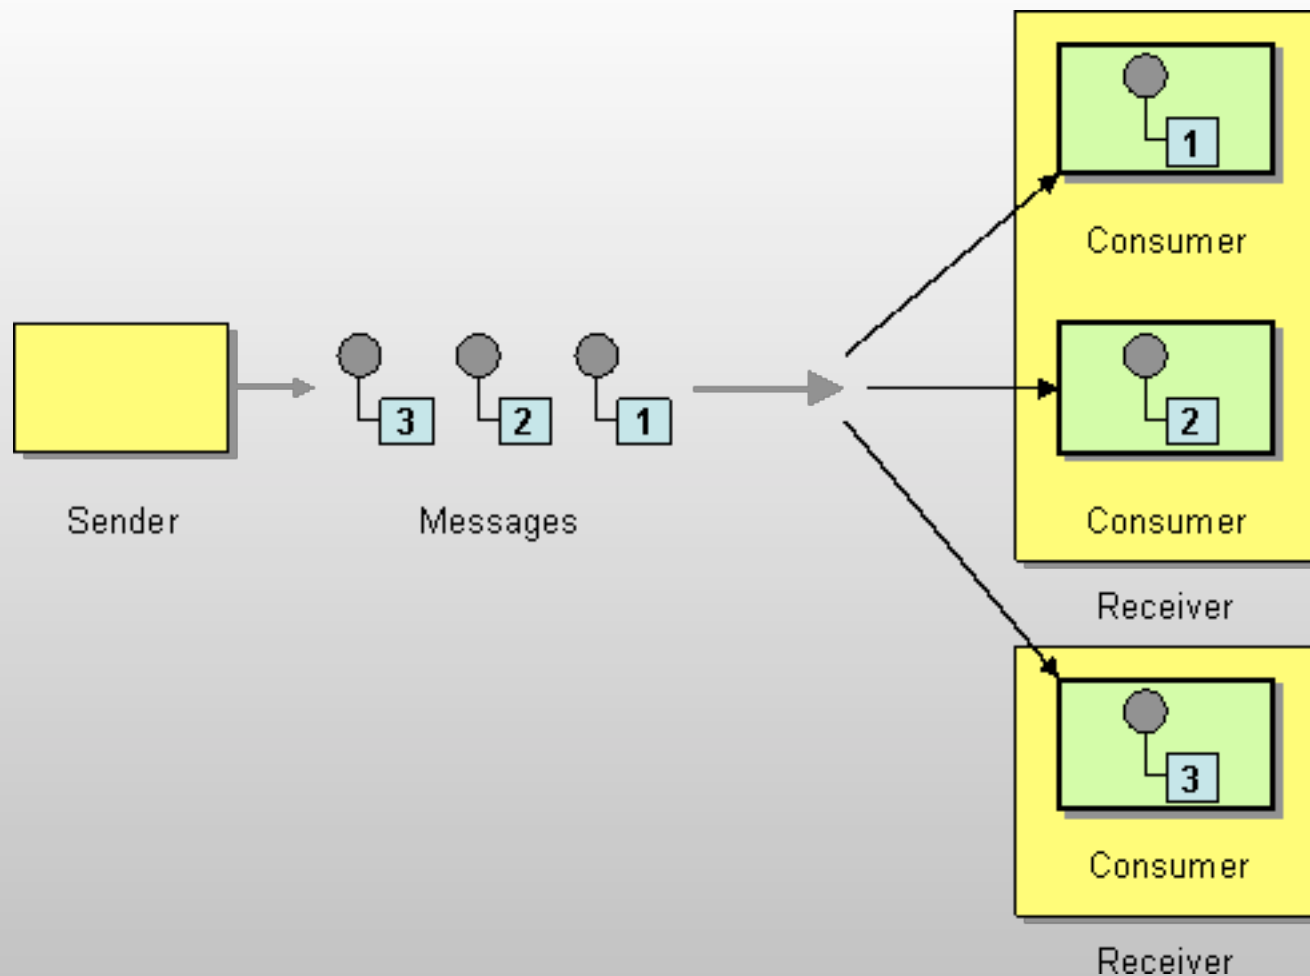 1
Consumer
3 2 1
2
Sender
Messages
Consumer
Receiver
3
Consumer
Receiver